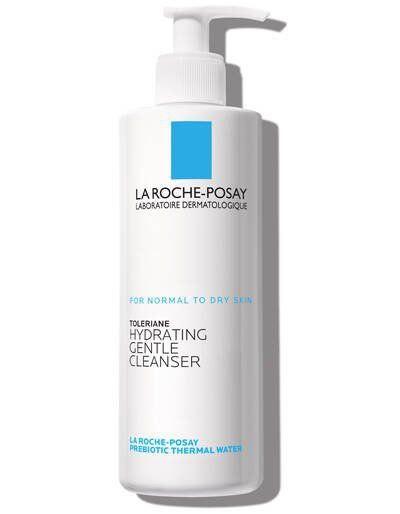 LA ROCHE-POSAY
LABORATOIRE DERMATOLOGIQUE
FOR NORMAL TO DRY SKIN
TOLERIANE
HYDRATING
GENTLE
CLEANSER
LA ROCHE-POSAY
PREBIOTIC THERMAL WATER